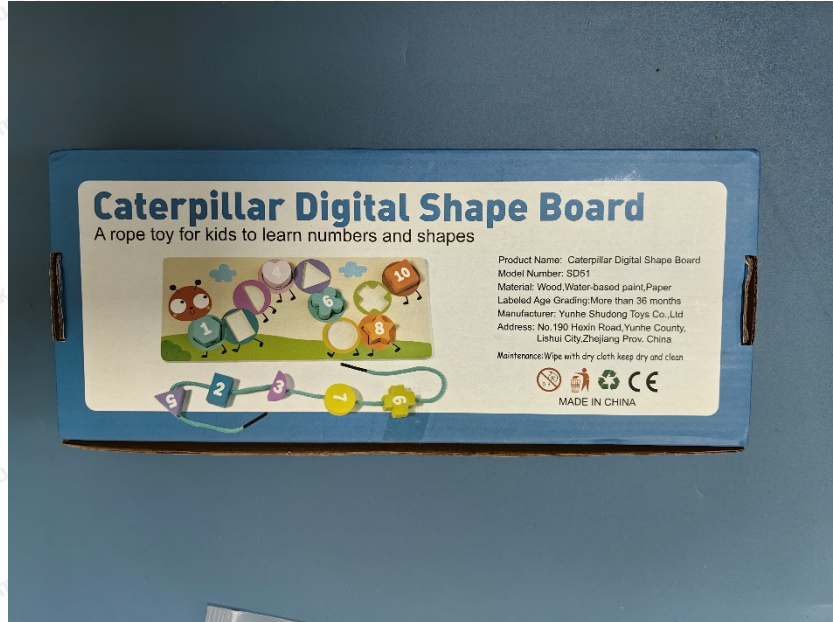 Caterpillar Digital Shape Board
A rope toy for kids to learn numbers and shapes
4
10
6
1
8
2
3
5
7
9
Product Name: Caterpillar Digital Shape Board
Model Number: SD51
Material: Wood,Water-based paint,Paper
Labeled Age Grading:More than 36 months
Manufacturer: Yunhe Shudong Toys Co.,Ltd
Address: No.190 Hexin Road,Yunhe County,
Lishui City,Zhejiang Prov. China
Maintenance:Wipe with dry cloth keep dry and clean
0-3
CE
MADE IN CHINA